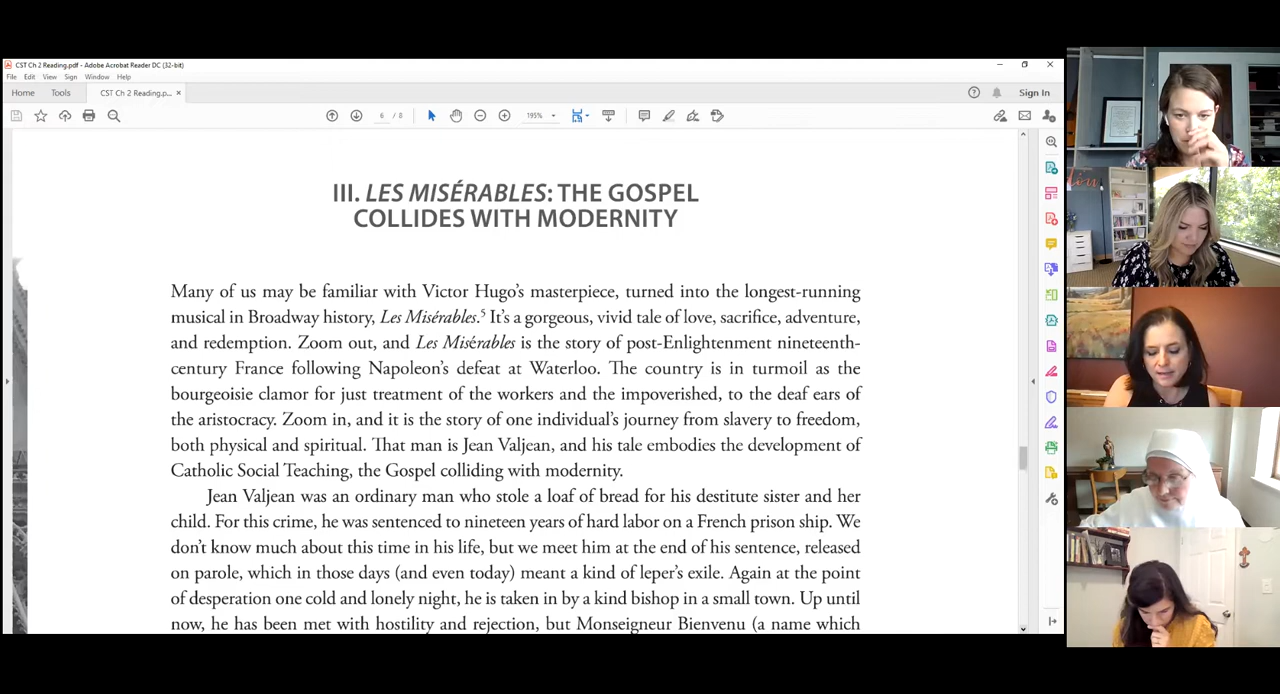 CST Ch 2 Reading.pdf - Adobe Acrobat Reader DC (32-bit)
File Edit View Sign Window Help
Home Tools CST Ch 2 Reading.p... × Sign In
6 / 8 195%
III. LES MISÉRABLES: THE GOSPEL
COLLIDES WITH MODERNITY
Many of us may be familiar with Victor Hugo’s masterpiece, turned into the longest-running
musical in Broadway history, Les Misérables.⁵ It’s a gorgeous, vivid tale of love, sacrifice, adventure,
and redemption. Zoom out, and Les Misérables is the story of post-Enlightenment nineteenth-
century France following Napoleon’s defeat at Waterloo. The country is in turmoil as the
bourgeoisie clamor for just treatment of the workers and the impoverished, to the deaf ears of
the aristocracy. Zoom in, and it is the story of one individual’s journey from slavery to freedom,
both physical and spiritual. That man is Jean Valjean, and his tale embodies the development of
Catholic Social Teaching, the Gospel colliding with modernity.
Jean Valjean was an ordinary man who stole a loaf of bread for his destitute sister and her
child. For this crime, he was sentenced to nineteen years of hard labor on a French prison ship. We
don’t know much about this time in his life, but we meet him at the end of his sentence, released
on parole, which in those days (and even today) meant a kind of leper’s exile. Again at the point
of desperation one cold and lonely night, he is taken in by a kind bishop in a small town. Up until
now, he has been met with hostility and rejection, but Monseigneur Bienvenu (a name which